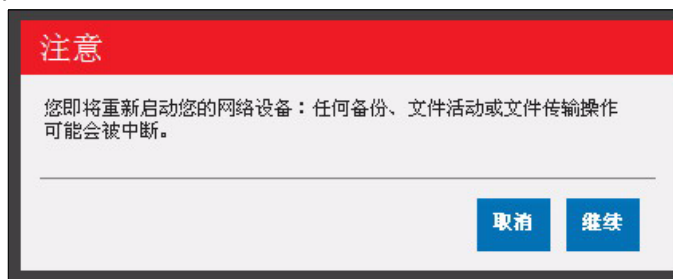 注意
您即将重新启动您的网络设备：任何备份、文件活动或文件传输操作
可能会被中断。
取消
继续